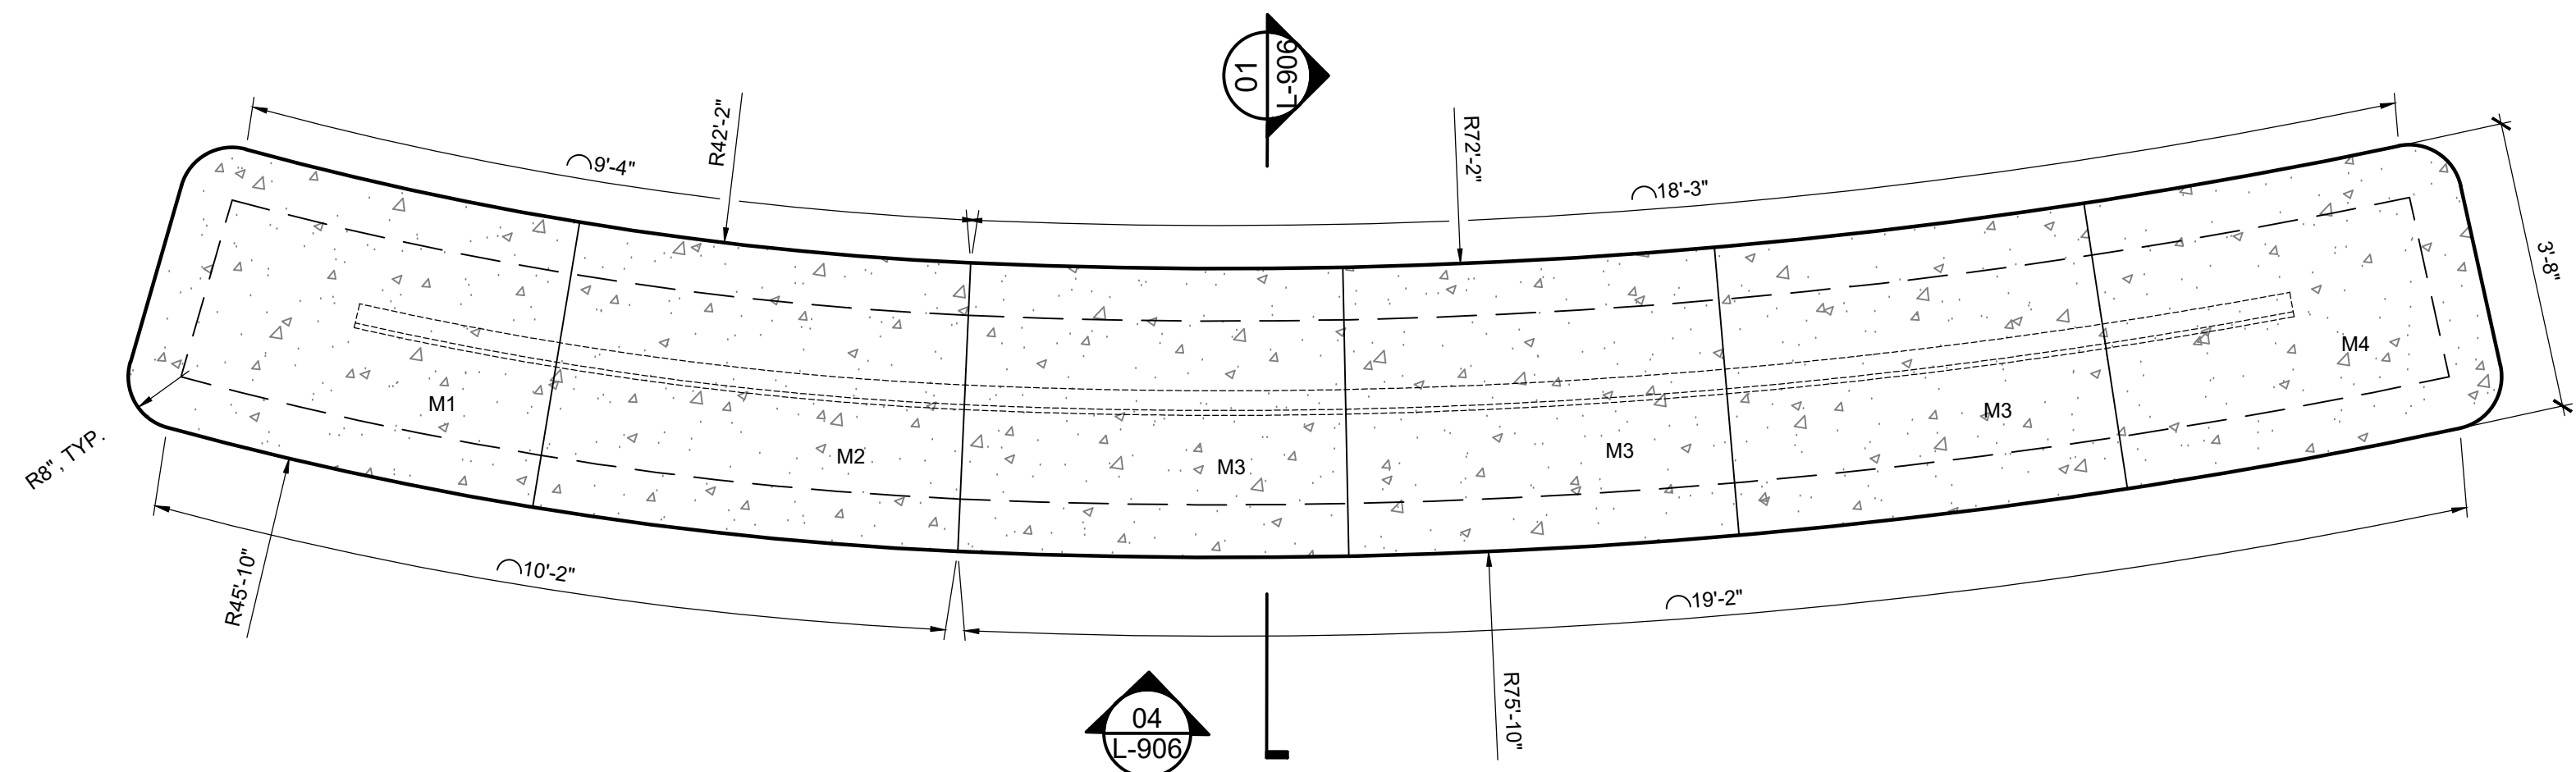 01
L-906
R42'-2"
R72'-2"
9'-4"
18'-3"
3'-8"
M1
M2
M3
M3
M3
M4
R8", TYP.
R45'-10"
10'-2"
19'-2"
R75'-10"
04
L-906